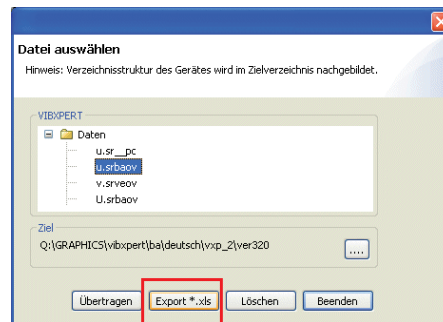 Datei auswählen
Hinweis: Verzeichnisstruktur des Gerätes wird im Zielverzeichnis nachgebildet.
VIBXPERT
Daten
u.sr__pc
u.srbaov
v.srveov
U.srbaov
Ziel
Q:\GRAPHICS\vibxpert\ba\deutsch\vxp_2\ver320
....
Übertragen Export *.xls Löschen Beenden